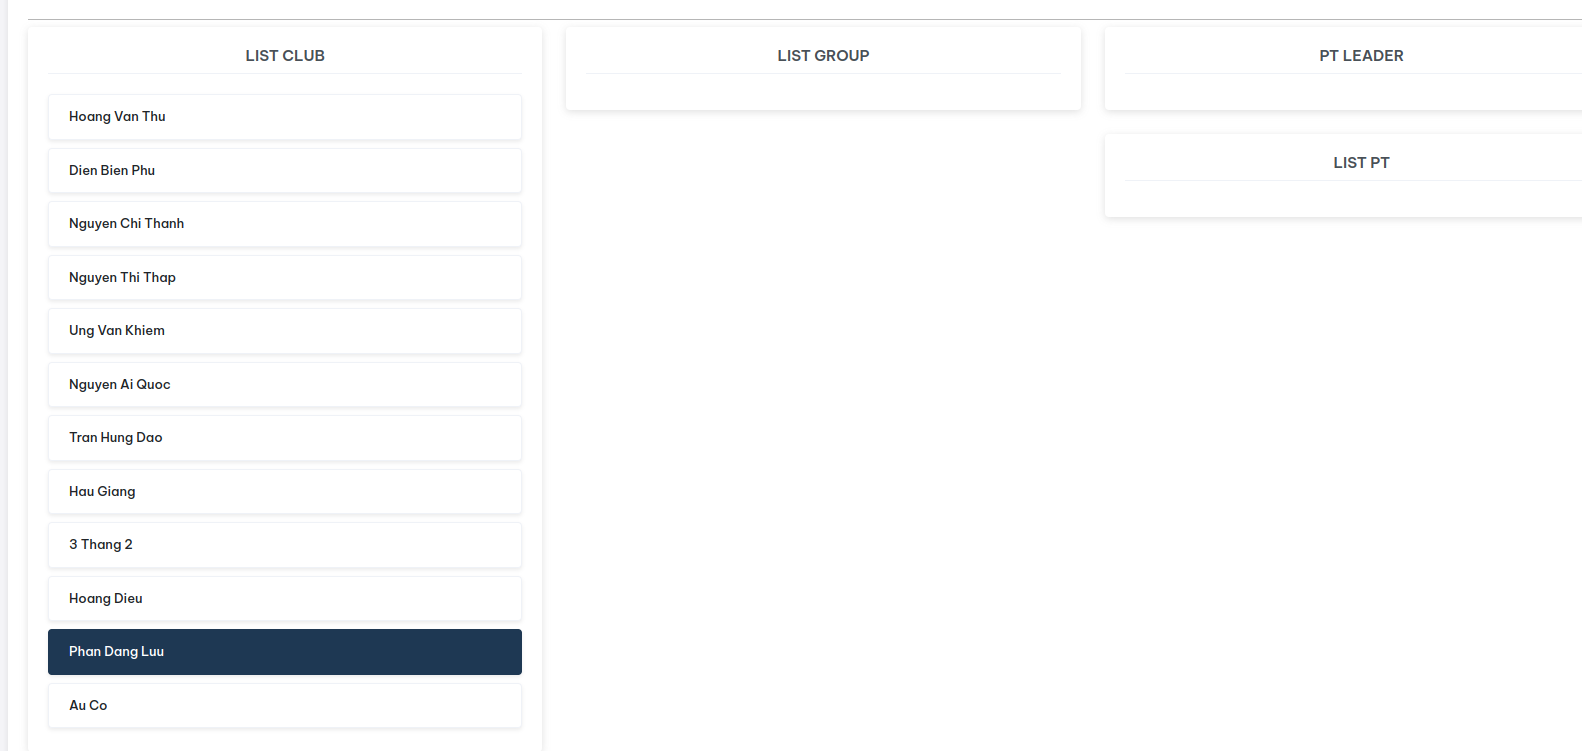 LIST CLUB
Hoang Van Thu
Dien Bien Phu
Nguyen Chi Thanh
Nguyen Thi Thap
Ung Van Khiem
Nguyen Ai Quoc
Tran Hung Dao
Hau Giang
3 Thang 2
Hoang Dieu
Phan Dang Luu
Au Co
LIST GROUP
PT LEADER
LIST PT